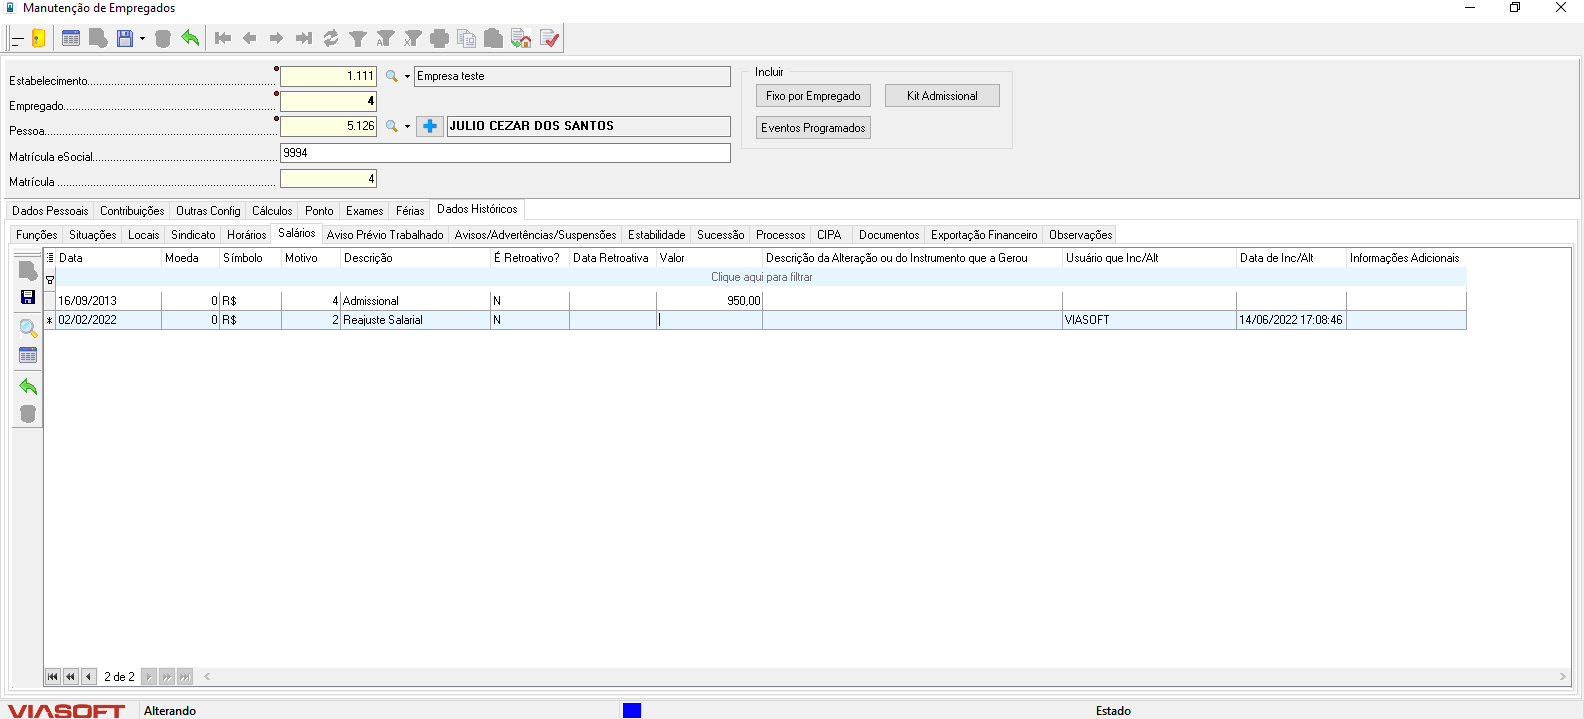 Manutenção de Empregados
Estabelecimento 1.111 Empresa teste
Empregado 4
Pessoa 5.126 JULIO CEZAR DOS SANTOS
Matrícula eSocial 9994
Matrícula 4
Incluir
Fixo por Empregado Kit Admissional
Eventos Programados
Dados Pessoais Contribuições Outras Config Cálculos Ponto Exames Férias Dados Históricos
Funções Situações Locais Sindicato Horários Salários Aviso Prévio Trabalhado Avisos/Advertências/Suspensões Estabilidade Sucessão Processos CIPA Documentos Exportação Financeiro Observações
Data Moeda Símbolo Motivo Descrição É Retroativo? Data Retroativa Valor Descrição da Alteração ou do Instrumento que a Gerou Usuário que Inc/Alt Data de Inc/Alt Informações Adicionais
Clique aqui para filtrar
16/09/2013 0 R$ 4 Admissional N 950,00
* 02/02/2022 0 R$ 2 Reajuste Salarial N VIASOFT 14/06/2022 17:08:46
2 de 2
VIASOFT Alterando Estado